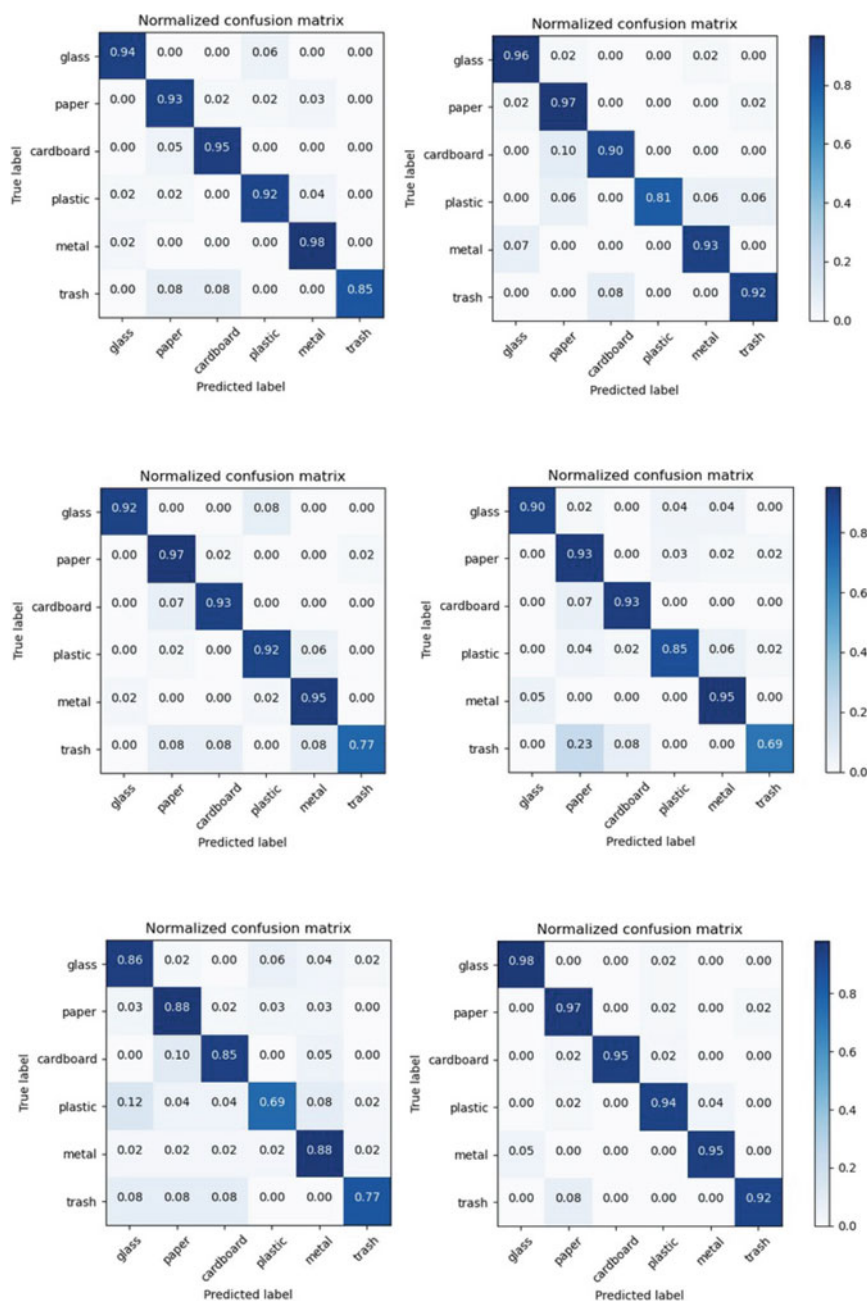 Normalized confusion matrix
True label
glass 0.94 0.00 0.00 0.06 0.00 0.00
paper 0.00 0.93 0.02 0.02 0.03 0.00
cardboard 0.00 0.05 0.95 0.00 0.00 0.00
plastic 0.02 0.02 0.00 0.92 0.04 0.00
metal 0.02 0.00 0.00 0.00 0.98 0.00
trash 0.00 0.08 0.08 0.00 0.00 0.85
glass paper cardboard plastic metal trash
Predicted label
Normalized confusion matrix
True label
glass 0.96 0.02 0.00 0.00 0.02 0.00
paper 0.02 0.97 0.00 0.00 0.00 0.02
cardboard 0.00 0.10 0.90 0.00 0.00 0.00
plastic 0.00 0.06 0.00 0.81 0.06 0.06
metal 0.07 0.00 0.00 0.00 0.93 0.00
trash 0.00 0.00 0.08 0.00 0.00 0.92
glass paper cardboard plastic metal trash
Predicted label
0.8
0.6
0.4
0.2
0.0
Normalized confusion matrix
True label
glass 0.92 0.00 0.00 0.08 0.00 0.00
paper 0.00 0.97 0.02 0.00 0.00 0.02
cardboard 0.00 0.07 0.93 0.00 0.00 0.00
plastic 0.00 0.02 0.00 0.92 0.06 0.00
metal 0.02 0.00 0.00 0.02 0.95 0.00
trash 0.00 0.08 0.08 0.00 0.08 0.77
glass paper cardboard plastic metal trash
Predicted label
Normalized confusion matrix
True label
glass 0.90 0.02 0.00 0.04 0.04 0.00
paper 0.00 0.93 0.00 0.03 0.02 0.02
cardboard 0.00 0.07 0.93 0.00 0.00 0.00
plastic 0.00 0.04 0.02 0.85 0.06 0.02
metal 0.05 0.00 0.00 0.00 0.95 0.00
trash 0.00 0.23 0.08 0.00 0.00 0.69
glass paper cardboard plastic metal trash
Predicted label
0.8
0.6
0.4
0.2
0.0
Normalized confusion matrix
True label
glass 0.86 0.02 0.00 0.06 0.04 0.02
paper 0.03 0.88 0.02 0.03 0.03 0.00
cardboard 0.00 0.10 0.85 0.00 0.05 0.00
plastic 0.12 0.04 0.04 0.69 0.08 0.02
metal 0.02 0.02 0.02 0.02 0.88 0.02
trash 0.08 0.08 0.08 0.00 0.00 0.77
glass paper cardboard plastic metal trash
Predicted label
Normalized confusion matrix
True label
glass 0.98 0.00 0.00 0.02 0.00 0.00
paper 0.00 0.97 0.00 0.00 0.00 0.02
cardboard 0.00 0.02 0.95 0.02 0.00 0.00
plastic 0.00 0.02 0.00 0.94 0.04 0.00
metal 0.05 0.00 0.00 0.00 0.95 0.00
trash 0.00 0.08 0.00 0.00 0.00 0.92
glass paper cardboard plastic metal trash
Predicted label
0.8
0.6
0.4
0.2
0.0